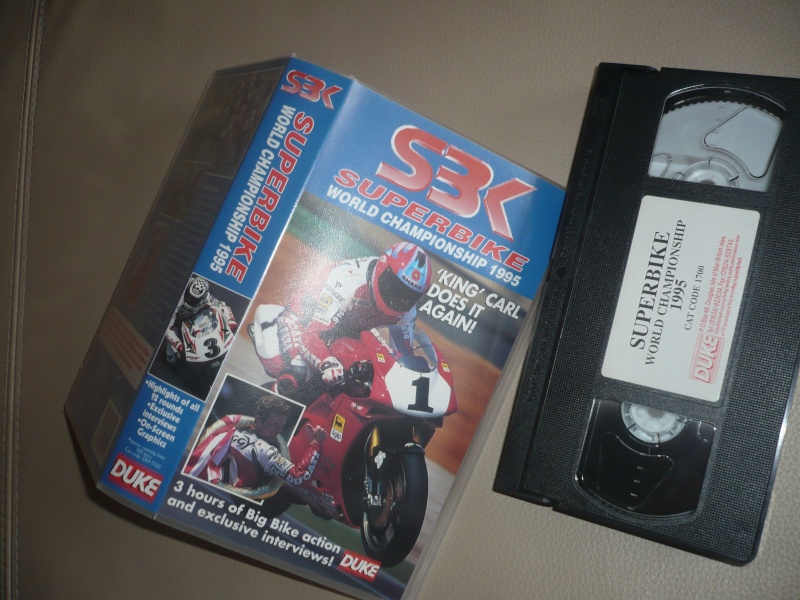 SBK
SUPERBIKE
WORLD CHAMPIONSHIP 1995
3
•Highlights of all
12 rounds
•Exclusive
interviews
•On-Screen
Graphics
DUKE
SBK
SUPERBIKE
WORLD CHAMPIONSHIP 1995
'KING' CARL
DOES IT
AGAIN!
1
3 hours of Big Bike action
and exclusive interviews!
DUKE
SUPERBIKE
WORLD CHAMPIONSHIP
1995
CAT CODE 1700
DUKE